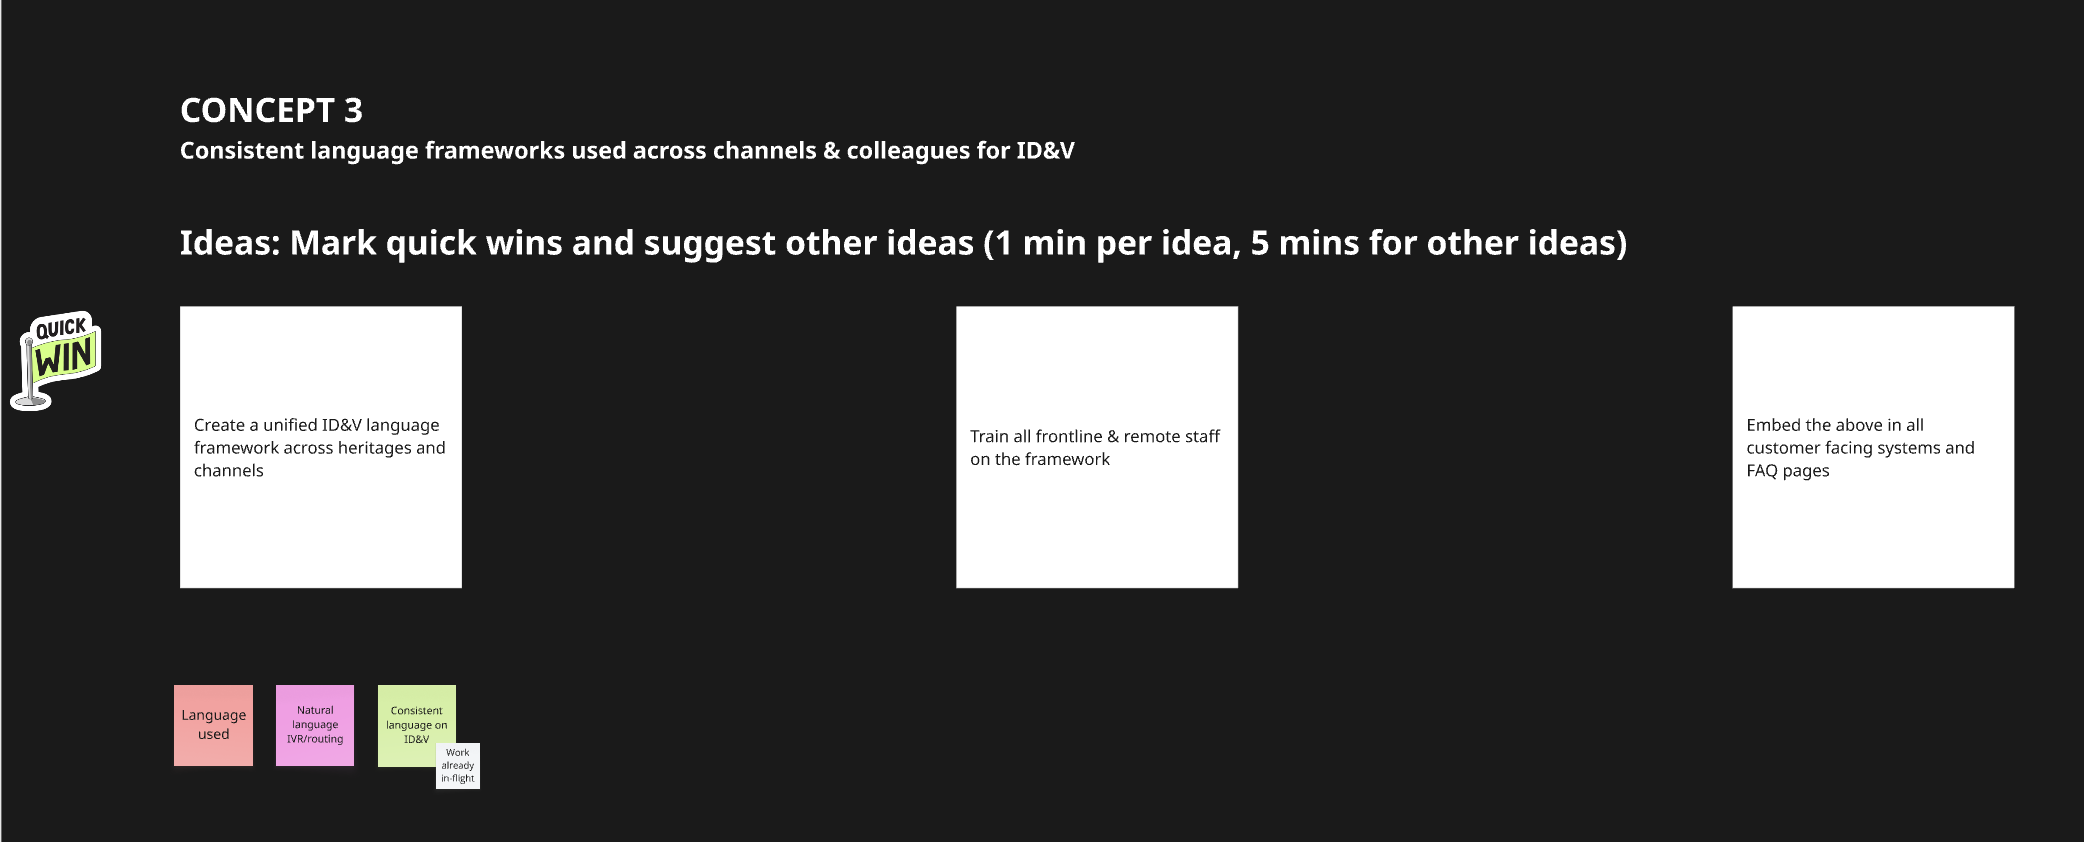 CONCEPT 3
Consistent language frameworks used across channels & colleagues for ID&V
Ideas: Mark quick wins and suggest other ideas (1 min per idea, 5 mins for other ideas)
QUICK
WIN
Create a unified ID&V language
framework across heritages and
channels
Train all frontline & remote staff
on the framework
Embed the above in all
customer facing systems and
FAQ pages
Language
used
Natural
language
IVR/routing
Consistent
language on
ID&V
Work
already
in-flight